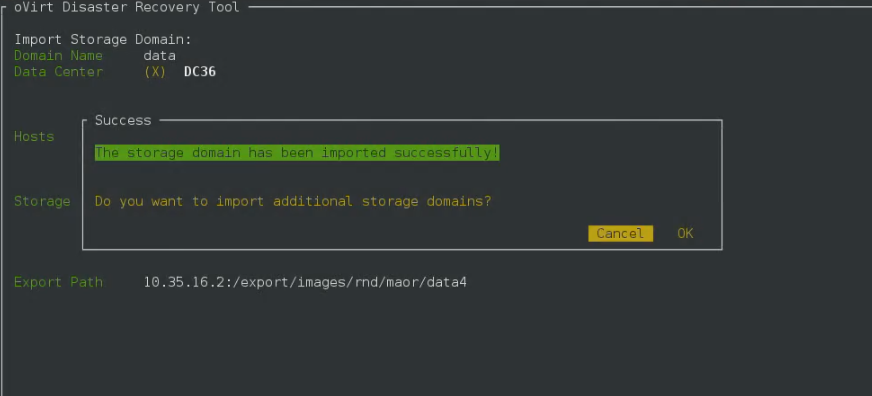 oVirt Disaster Recovery Tool
Import Storage Domain:
Domain Name data
Data Center (X) DC36
Success
Hosts
The storage domain has been imported successfully!
Storage Do you want to import additional storage domains?
Cancel OK
Export Path 10.35.16.2:/export/images/rnd/maor/data4